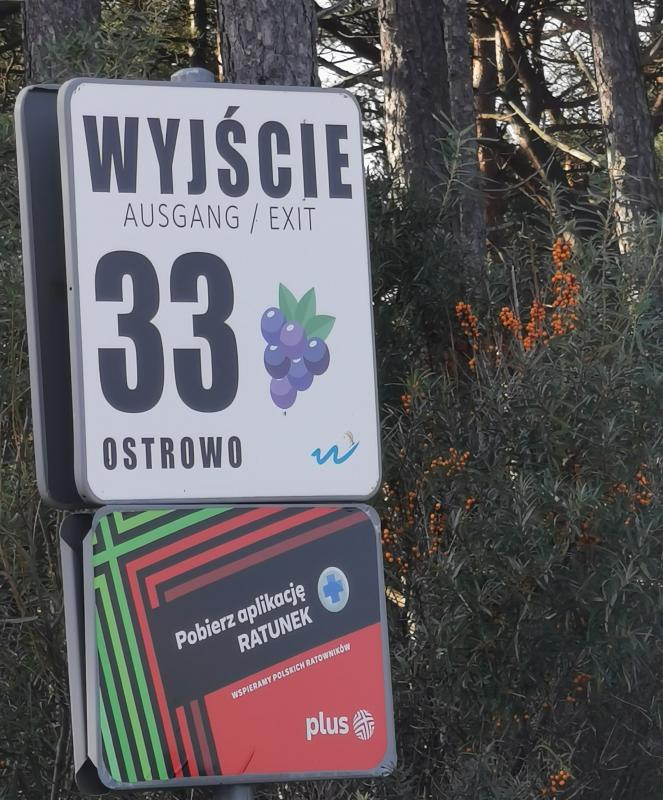 WYJŚCIE
AUSGANG / EXIT
33
OSTROWO
Pobierz aplikację
RATUNEK
WSPIERAMY POLSKICH RATOWNIKÓW
plus